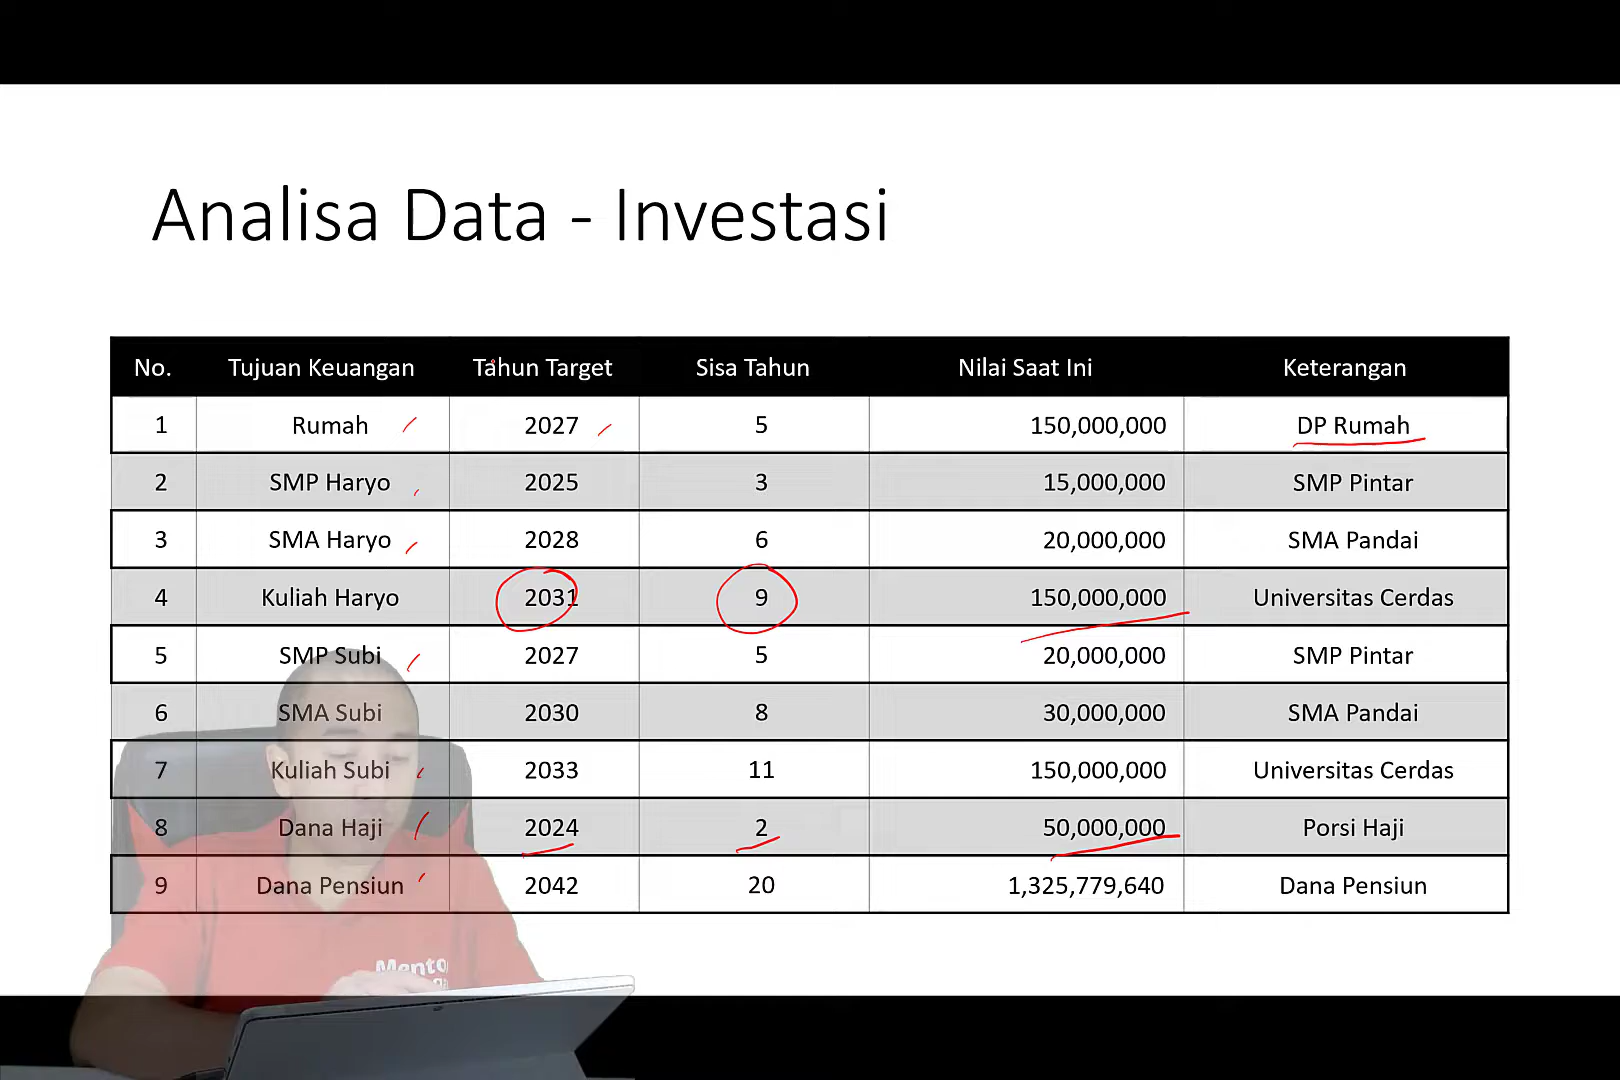 Analisa Data - Investasi
No. Tujuan Keuangan Tahun Target Sisa Tahun Nilai Saat Ini Keterangan
1 Rumah 2027 5 150,000,000 DP Rumah
2 SMP Haryo 2025 3 15,000,000 SMP Pintar
3 SMA Haryo 2028 6 20,000,000 SMA Pandai
4 Kuliah Haryo 2031 9 150,000,000 Universitas Cerdas
5 SMP Subi 2027 5 20,000,000 SMP Pintar
6 SMA Subi 2030 8 30,000,000 SMA Pandai
7 Kuliah Subi 2033 11 150,000,000 Universitas Cerdas
8 Dana Haji 2024 2 50,000,000 Porsi Haji
9 Dana Pensiun 2042 20 1,325,779,640 Dana Pensiun
Mento